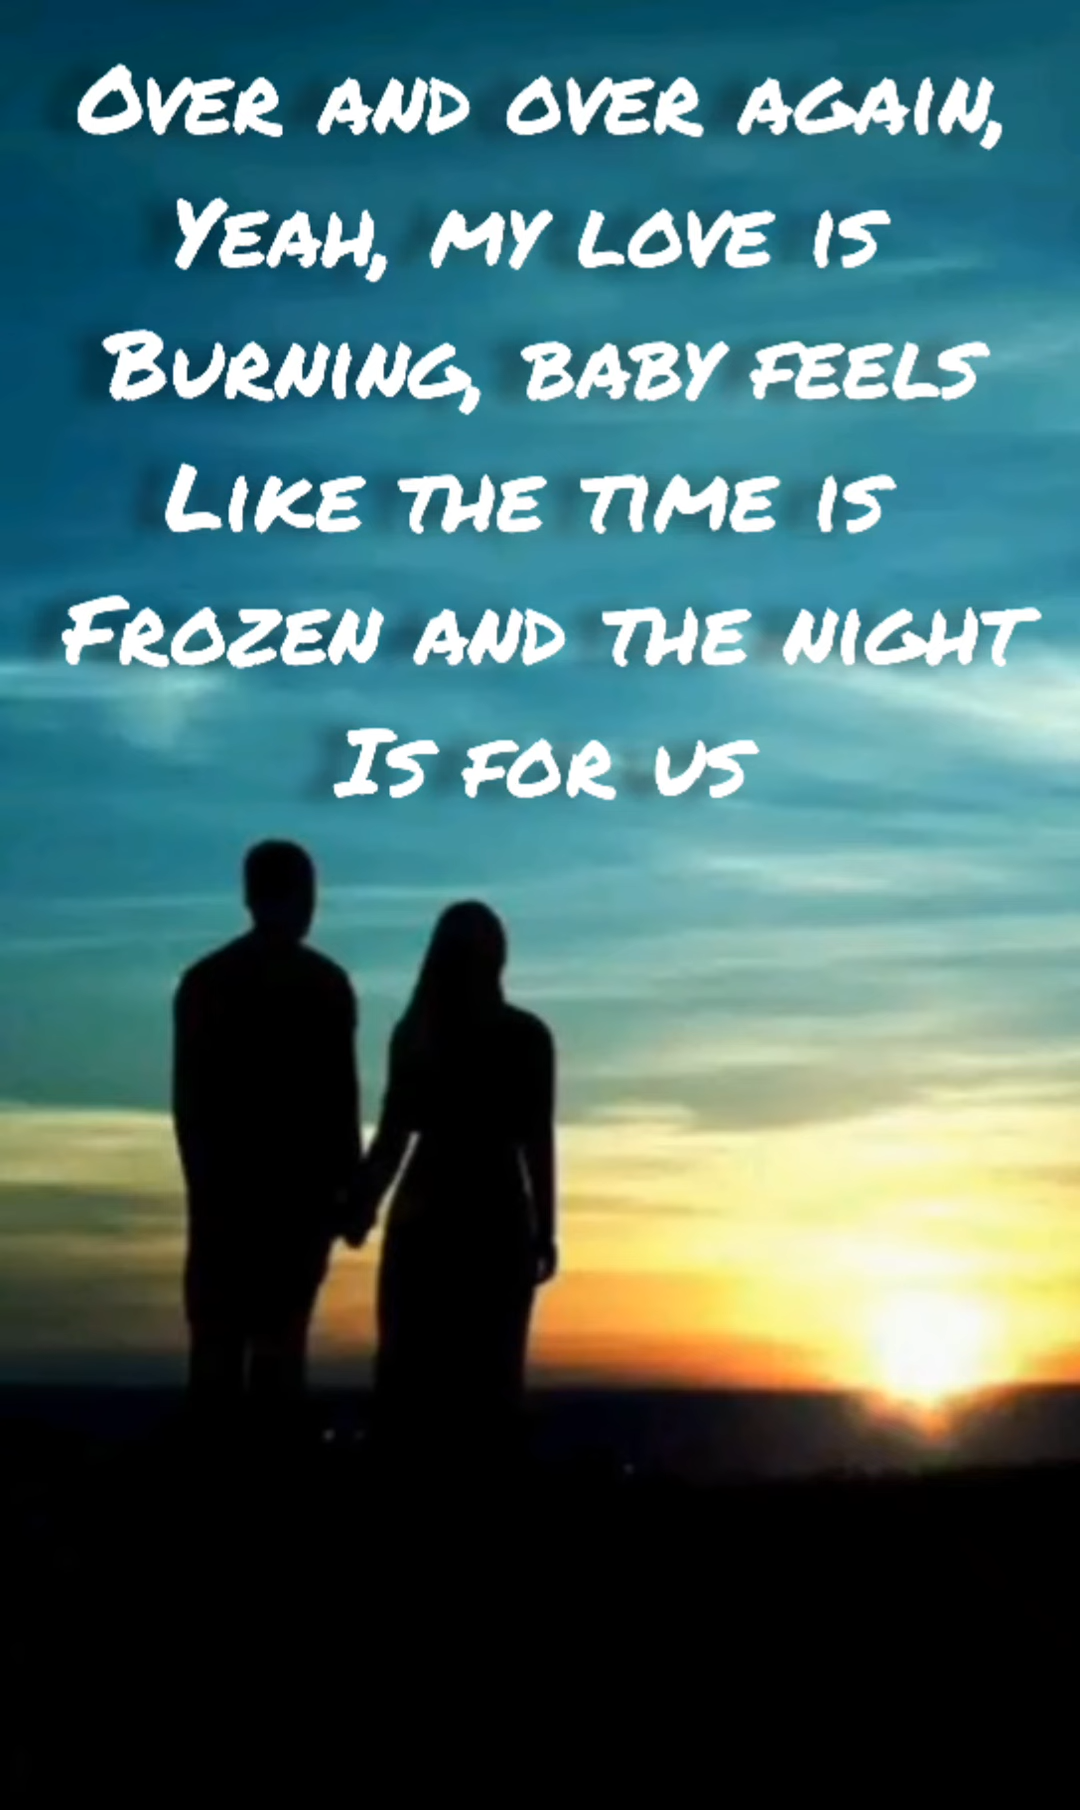 Over and over again,
Yeah, my love is
Burning, baby feels
Like the time is
Frozen and the night
Is for us